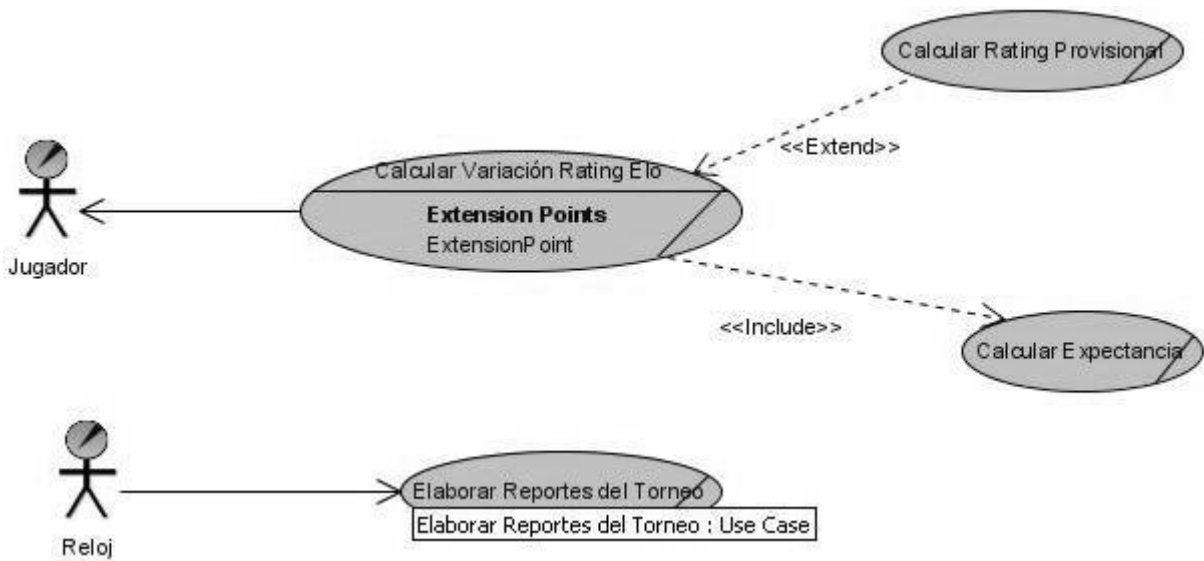 Calcular Rating Provisional
<<Extend>>
Calcular Variación Rating Elo
Extension Points
ExtensionPoint
Jugador
<<Include>>
Calcular Expectancia
Elaborar Reportes del Torneo
Elaborar Reportes del Torneo : Use Case
Reloj